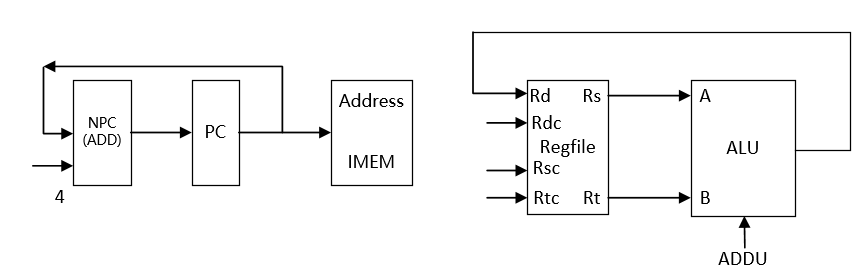 NPC
(ADD)
4
PC
Address
IMEM
Rd Rs
Rdc
Regfile
Rsc
Rtc Rt
A
ALU
B
ADDU